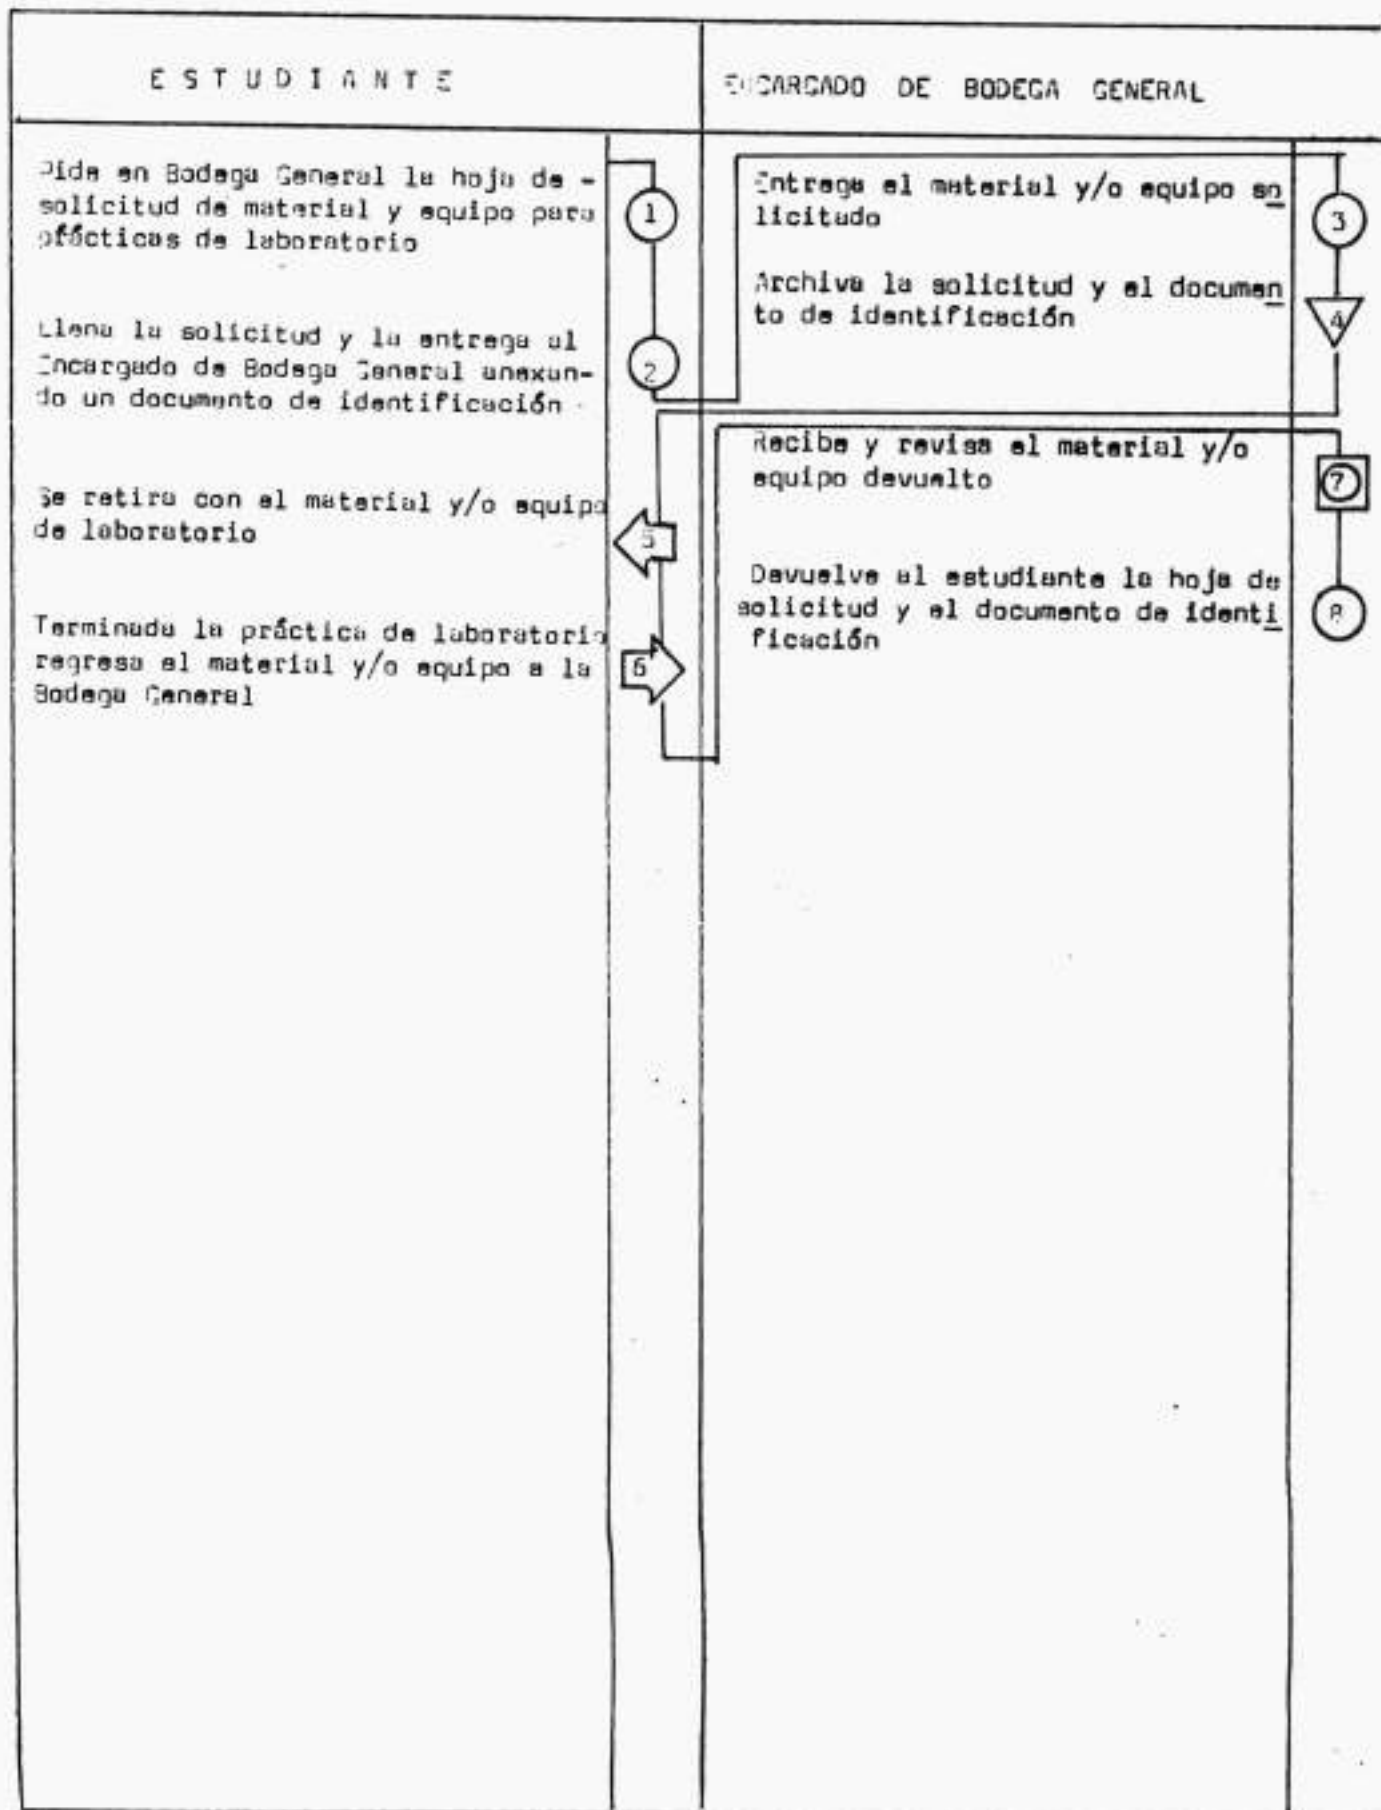 ESTUDIANTE
ENCARGADO DE BODEGA GENERAL
Pide en Bodega General la hoja de -
solicitud de material y equipo para
prácticas de laboratorio
1
Llena la solicitud y la entrega al
Encargado de Bodega General anexan-
do un documento de identificación
2
Se retira con el material y/o equipo
de laboratorio
5
Terminada la práctica de laboratorio
regresa el material y/o equipo a la
Bodega General
6
Entrega el material y/o equipo so
licitado
3
Archiva la solicitud y el documen
to de identificación
4
Recibe y revisa el material y/o
equipo devuelto
7
Devuelve al estudiante la hoja de
solicitud y el documento de identi
ficación
8